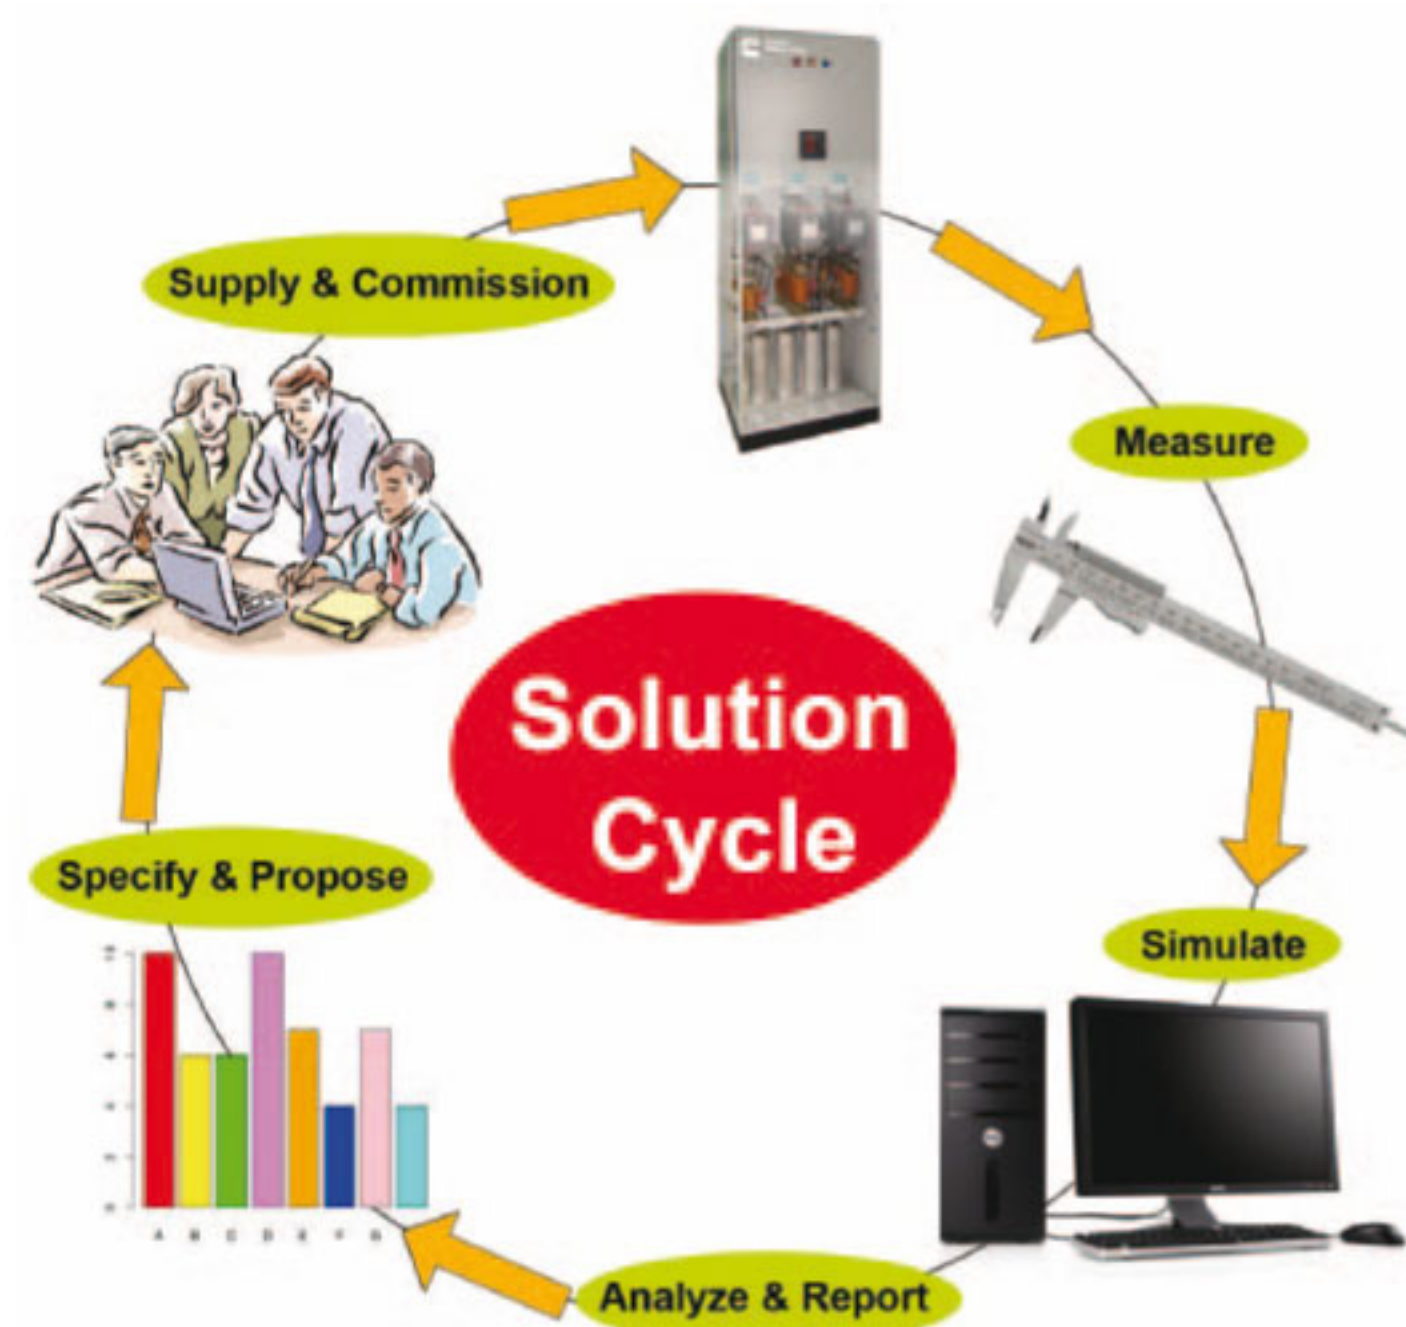 Supply & Commission
Measure
Solution
Cycle
Specify & Propose
Simulate
Analyze & Report
A
B
C
D
E
F
G